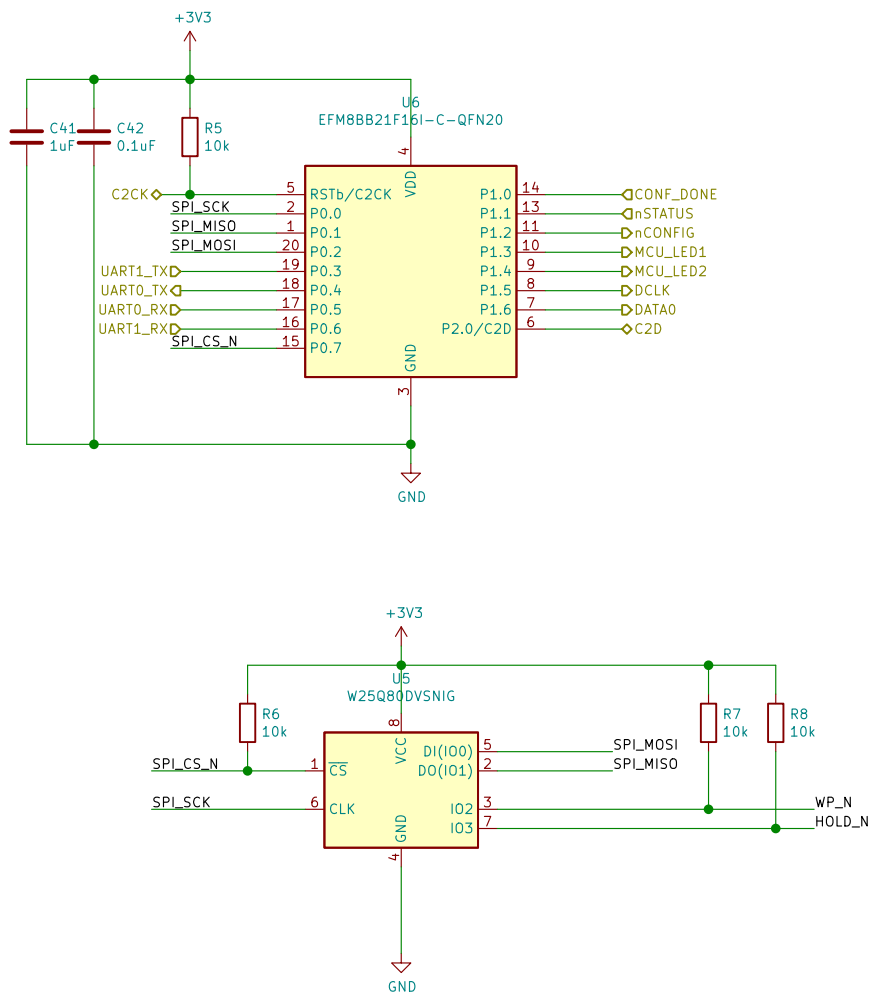 +3V3
U6
EFM8BB21F16I-C-QFN20
C41
1uF
C42
0.1uF
R5
10k
4
VDD
C2CK
5
RSTb/C2CK
P1.0
14
CONF_DONE
SPI_SCK
2
P0.0
P1.1
13
nSTATUS
SPI_MISO
1
P0.1
P1.2
11
nCONFIG
SPI_MOSI
20
P0.2
P1.3
10
MCU_LED1
UART1_TX
19
P0.3
P1.4
9
MCU_LED2
UART0_TX
18
P0.4
P1.5
8
DCLK
UART0_RX
17
P0.5
P1.6
7
DATA0
UART1_RX
16
P0.6
P2.0/C2D
6
C2D
SPI_CS_N
15
P0.7
GND
3
GND
+3V3
U5
W25Q80DVSNIG
R6
10k
R7
10k
R8
10k
8
VCC
DI(IO0)
5
SPI_MOSI
SPI_CS_N
1
CS
DO(IO1)
2
SPI_MISO
SPI_SCK
6
CLK
IO2
3
WP_N
GND
IO3
7
HOLD_N
4
GND